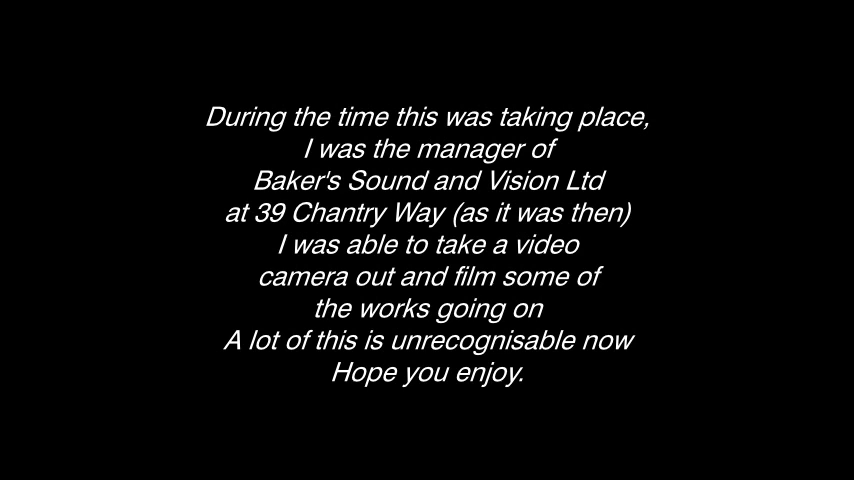 During the time this was taking place,
I was the manager of
Baker's Sound and Vision Ltd
at 39 Chantry Way (as it was then)
I was able to take a video
camera out and film some of
the works going on
A lot of this is unrecognisable now
Hope you enjoy.